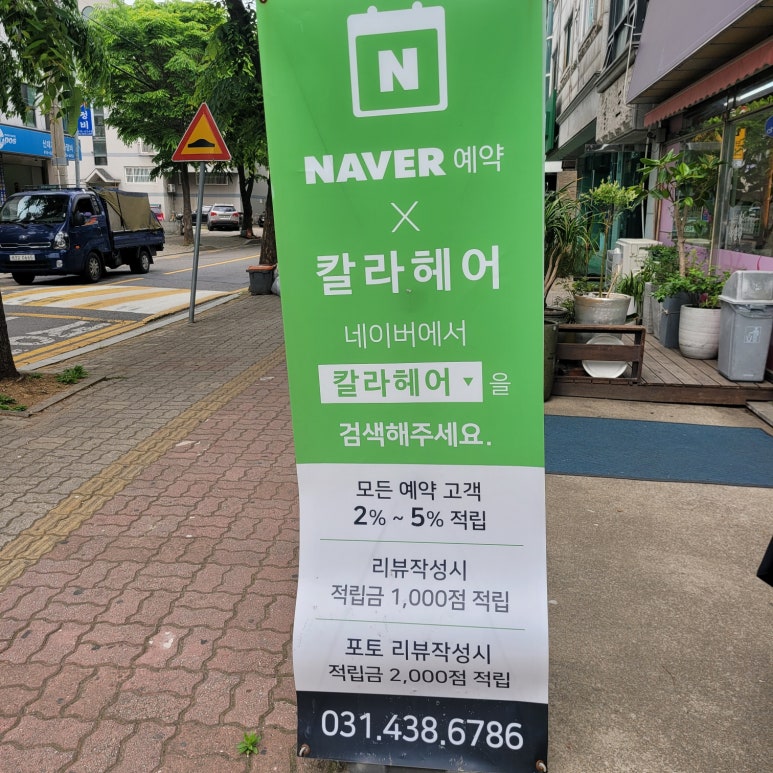 N
NAVER 예약
X
칼라헤어
네이버에서
칼라헤어▼을
검색해주세요.
모든 예약 고객
2% ~ 5% 적립
리뷰작성시
적립금 1,000점 적립
포토 리뷰작성시
적립금 2,000점 적립
031.438.6786